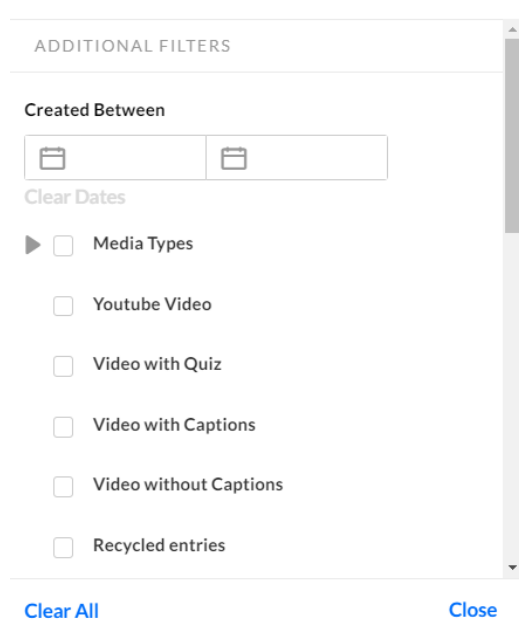 ADDITIONAL FILTERS
Created Between
Clear Dates
Media Types
Youtube Video
Video with Quiz
Video with Captions
Video without Captions
Recycled entries
Clear All
Close